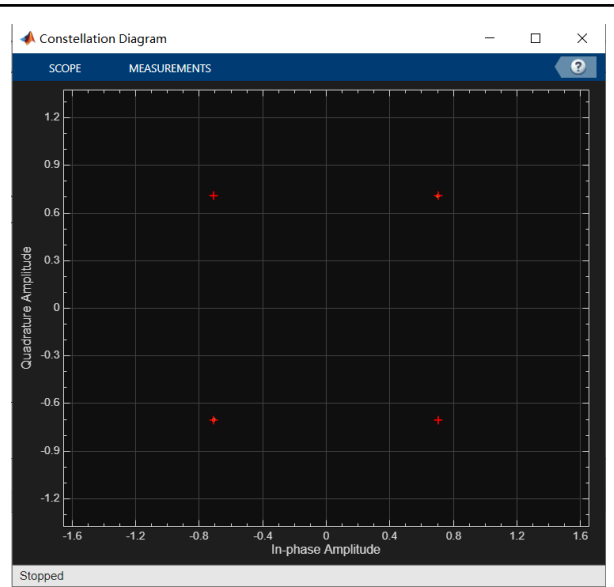 Constellation Diagram
SCOPE MEASUREMENTS ?
1.2
0.9
0.6
0.3
0
-0.3
-0.6
-0.9
-1.2
Quadrature Amplitude
-1.6 -1.2 -0.8 -0.4 0 0.4 0.8 1.2 1.6
In-phase Amplitude
Stopped